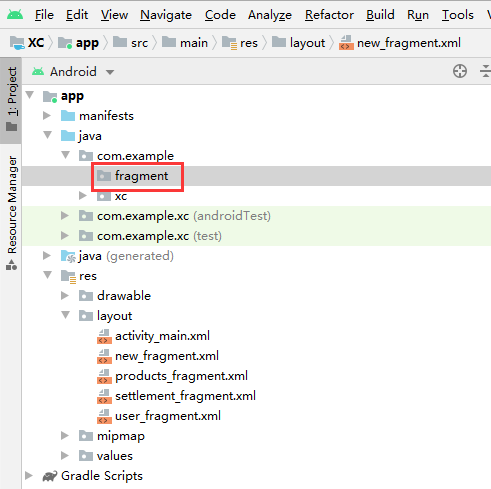 File Edit View Navigate Code Analyze Refactor Build Run Tools
XC app src main res layout new_fragment.xml
1: Project
Resource Manager
Android
app
manifests
java
com.example
fragment
xc
com.example.xc (androidTest)
com.example.xc (test)
java (generated)
res
drawable
layout
activity_main.xml
new_fragment.xml
products_fragment.xml
settlement_fragment.xml
user_fragment.xml
mipmap
values
Gradle Scripts